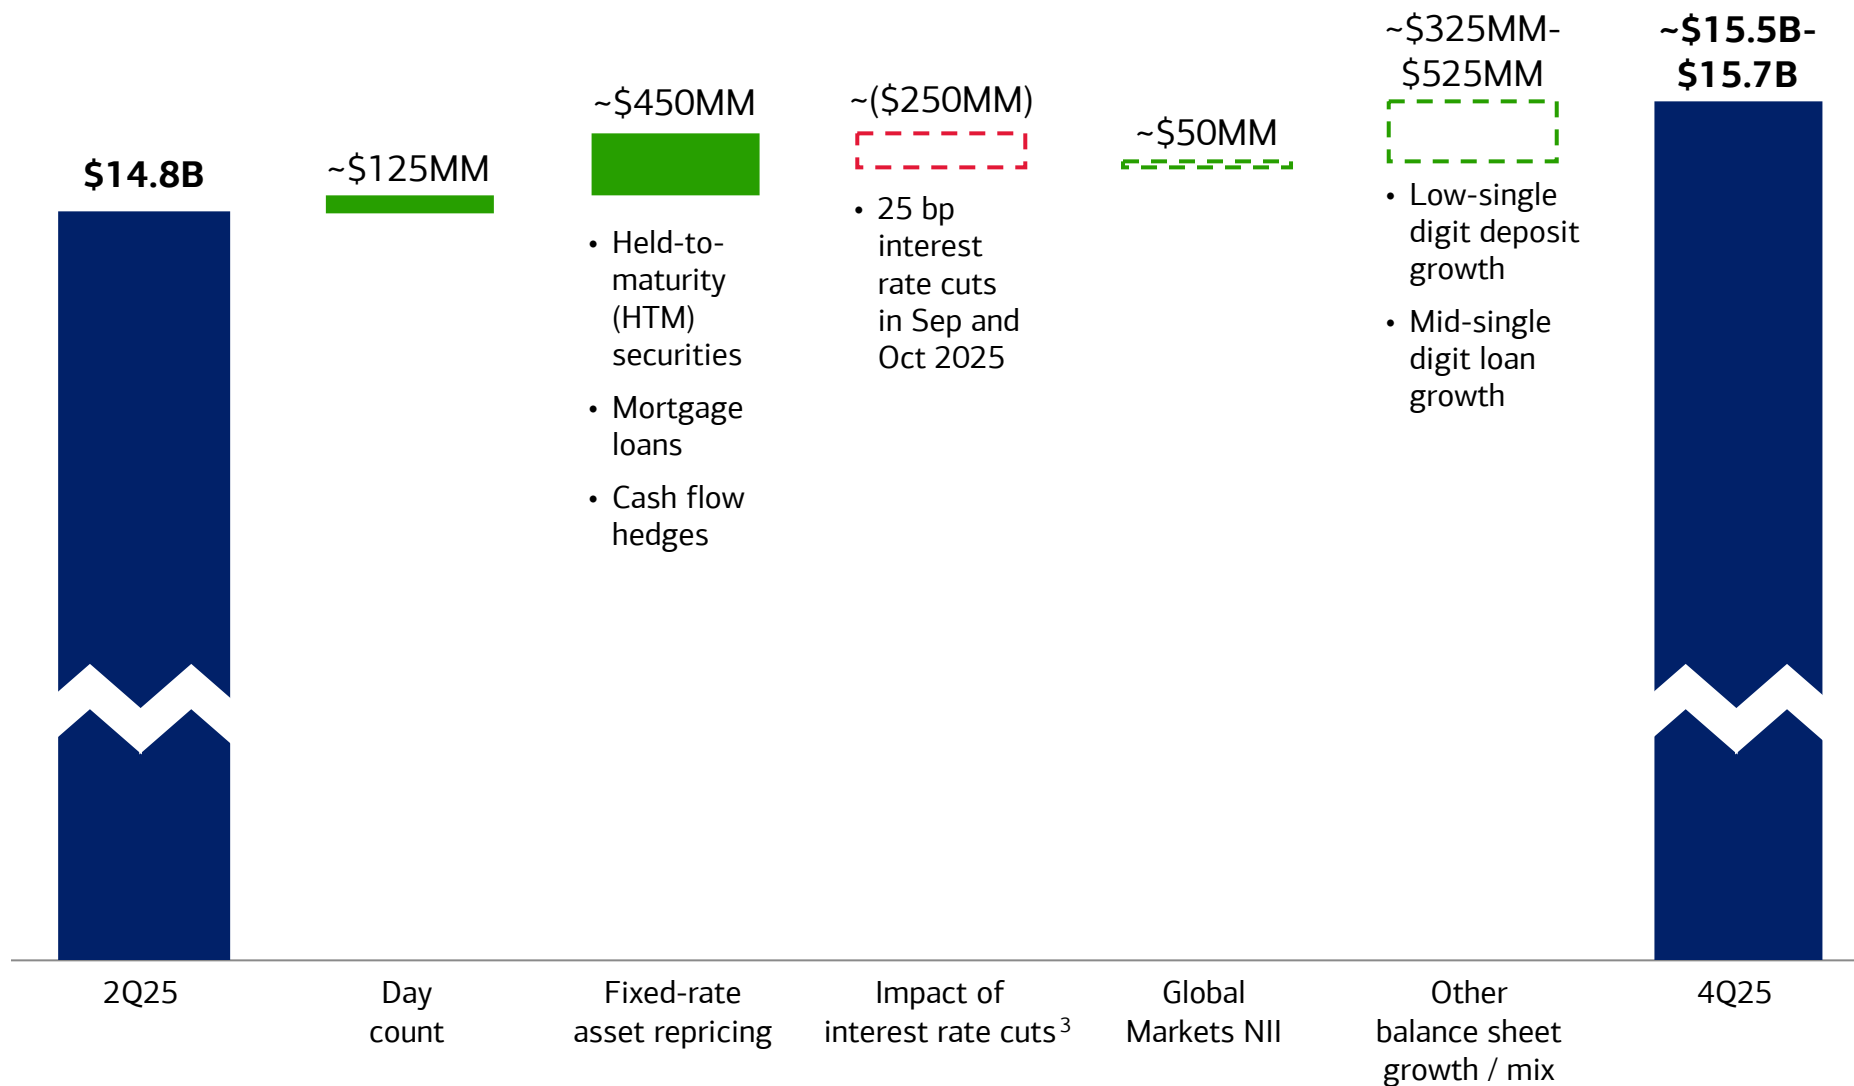 $14.8B
~$125MM
~$450MM
• Held-to-
maturity
(HTM)
securities
• Mortgage
loans
• Cash flow
hedges
~($250MM)
• 25 bp
interest
rate cuts
in Sep and
Oct 2025
~$50MM
~$325MM-
$525MM
• Low-single
digit deposit
growth
• Mid-single
digit loan
growth
~$15.5B-
$15.7B
2Q25
Day
count
Fixed-rate
asset repricing
Impact of
interest rate cuts³
Global
Markets NII
Other
balance sheet
growth / mix
4Q25